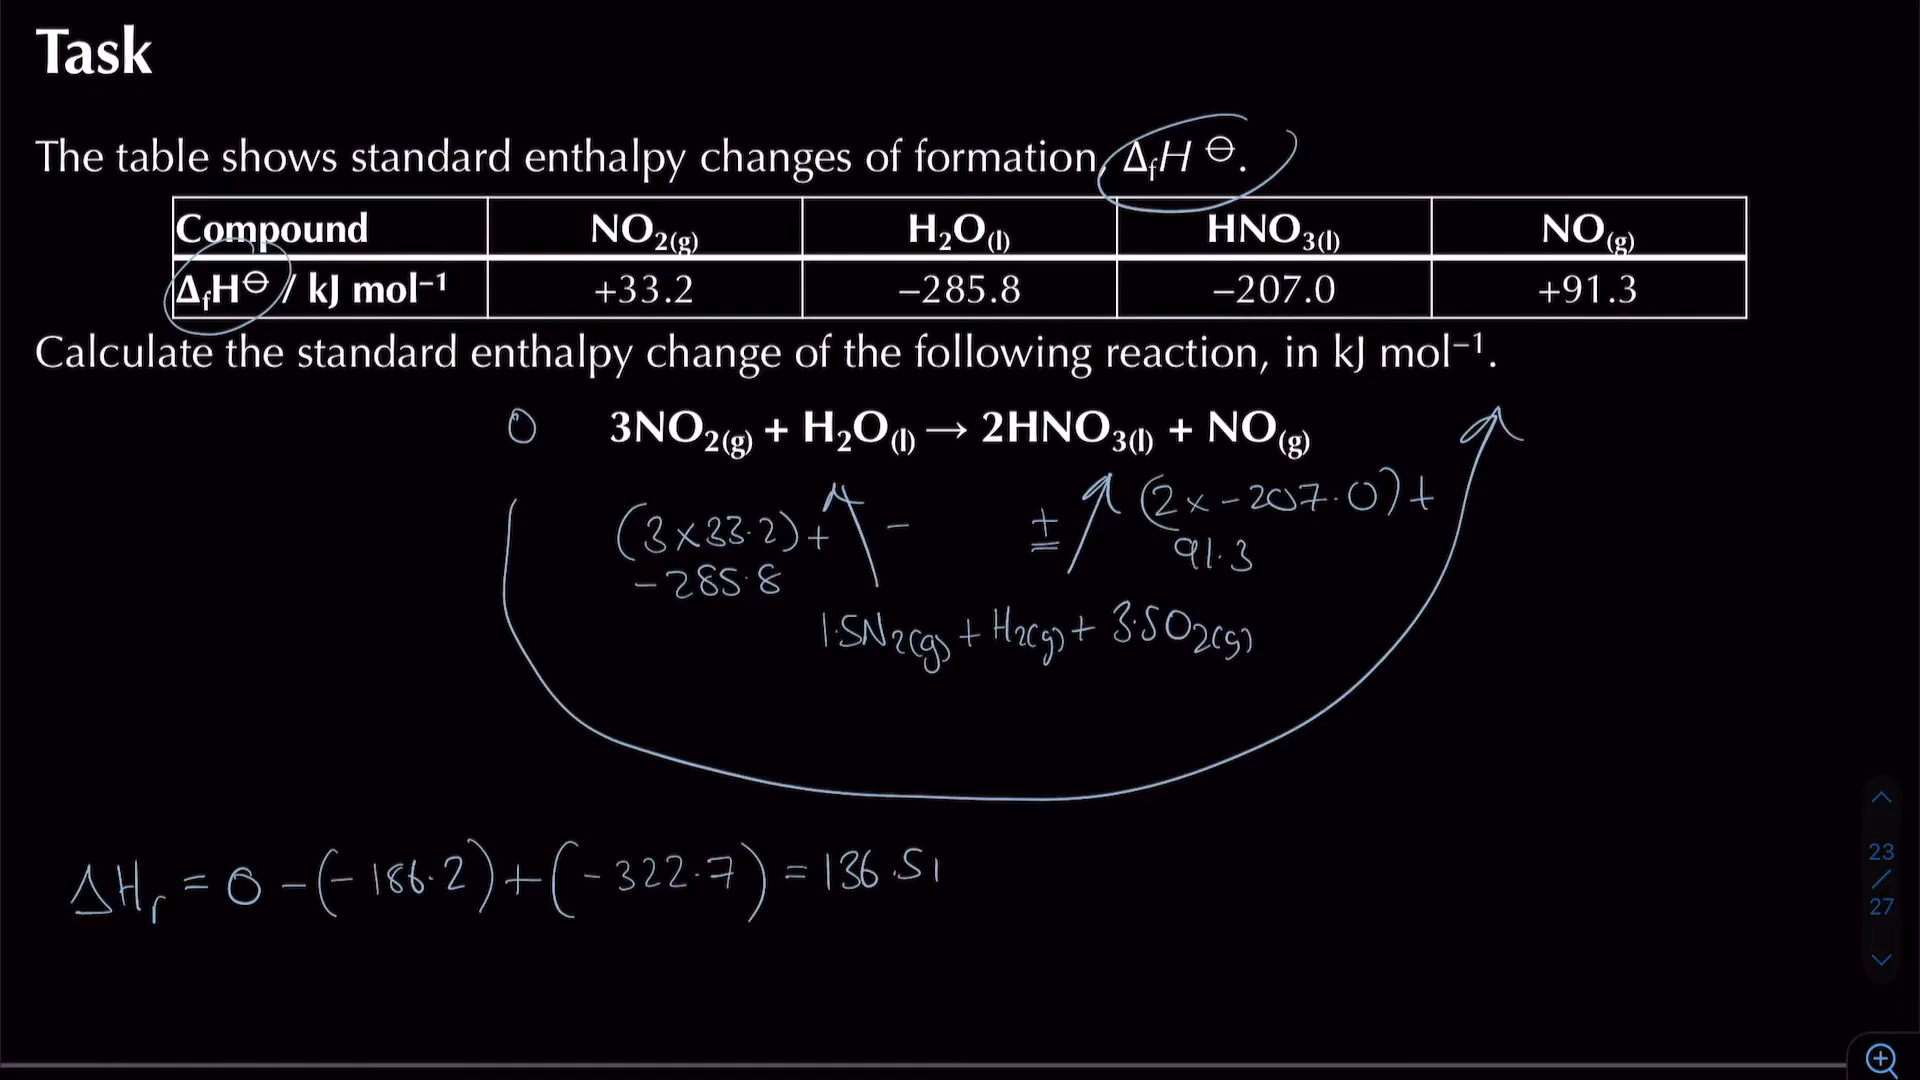 Task
The table shows standard enthalpy changes of formation, ΔfH ⊖.
Compound NO2(g) H2O(l) HNO3(l) NO(g)
ΔfH⊖ / kJ mol−1 +33.2 −285.8 −207.0 +91.3
Calculate the standard enthalpy change of the following reaction, in kJ mol−1.
0 3NO2(g) + H2O(l) → 2HNO3(l) + NO(g)
(3×33.2)+ − + (2×-207.0)+
-285.8 91.3
1.5N2(g) + H2(g) + 3.5O2(g)
ΔHr = 0 -(-186.2)+(-322.7) = 136.51
23
/
27